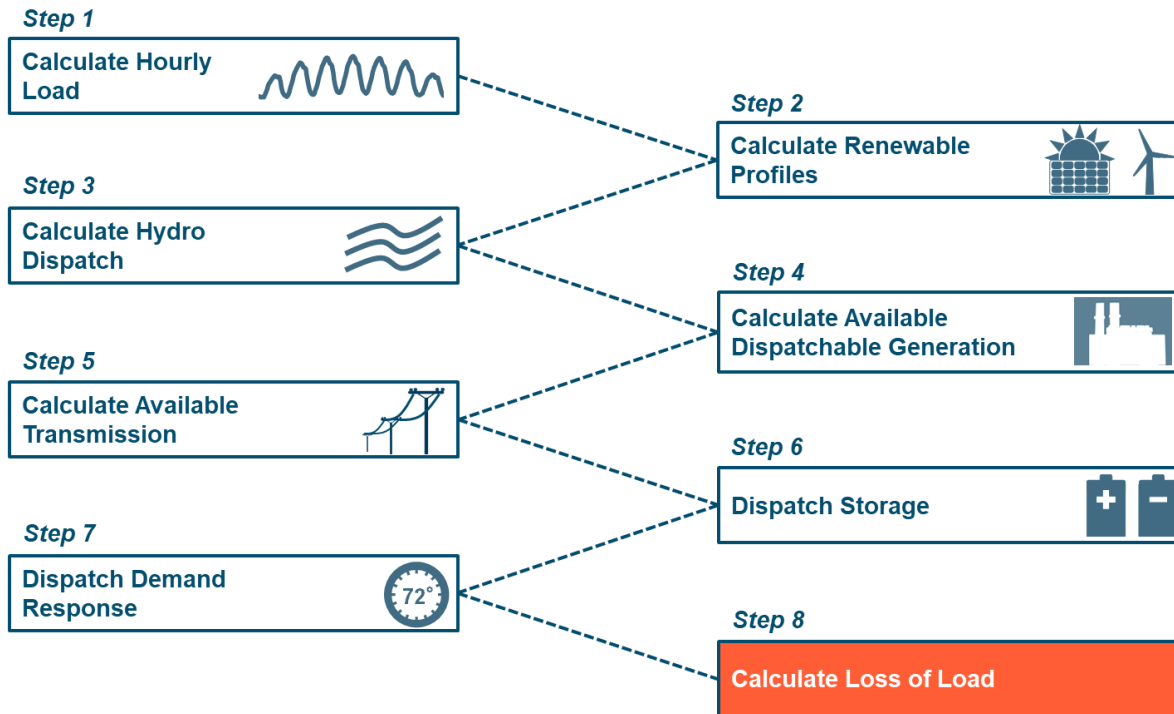 Step 1
Calculate Hourly
Load
Step 2
Calculate Renewable
Profiles
Step 3
Calculate Hydro
Dispatch
Step 4
Calculate Available
Dispatchable Generation
Step 5
Calculate Available
Transmission
Step 6
Dispatch Storage
+ −
Step 7
Dispatch Demand
Response
72°
Step 8
Calculate Loss of Load